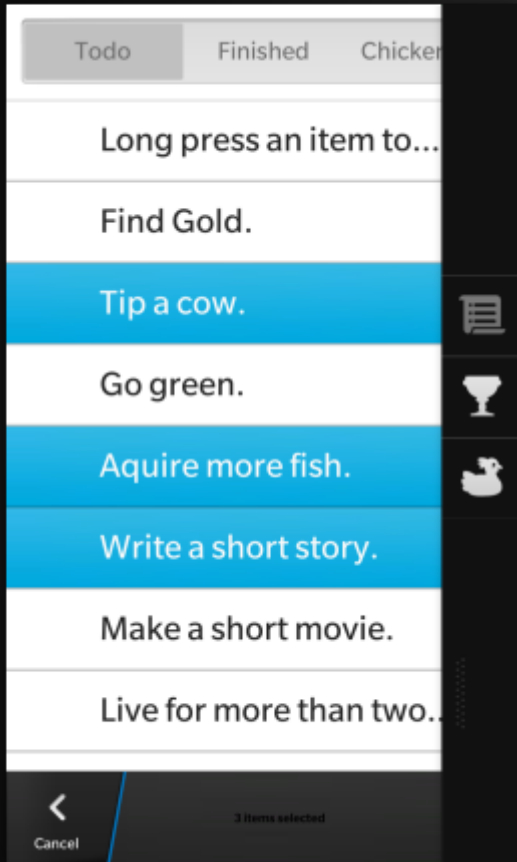 Todo Finished Chicken
Long press an item to...
Find Gold.
Tip a cow.
Go green.
Aquire more fish.
Write a short story.
Make a short movie.
Live for more than two..
Cancel
3 items selected